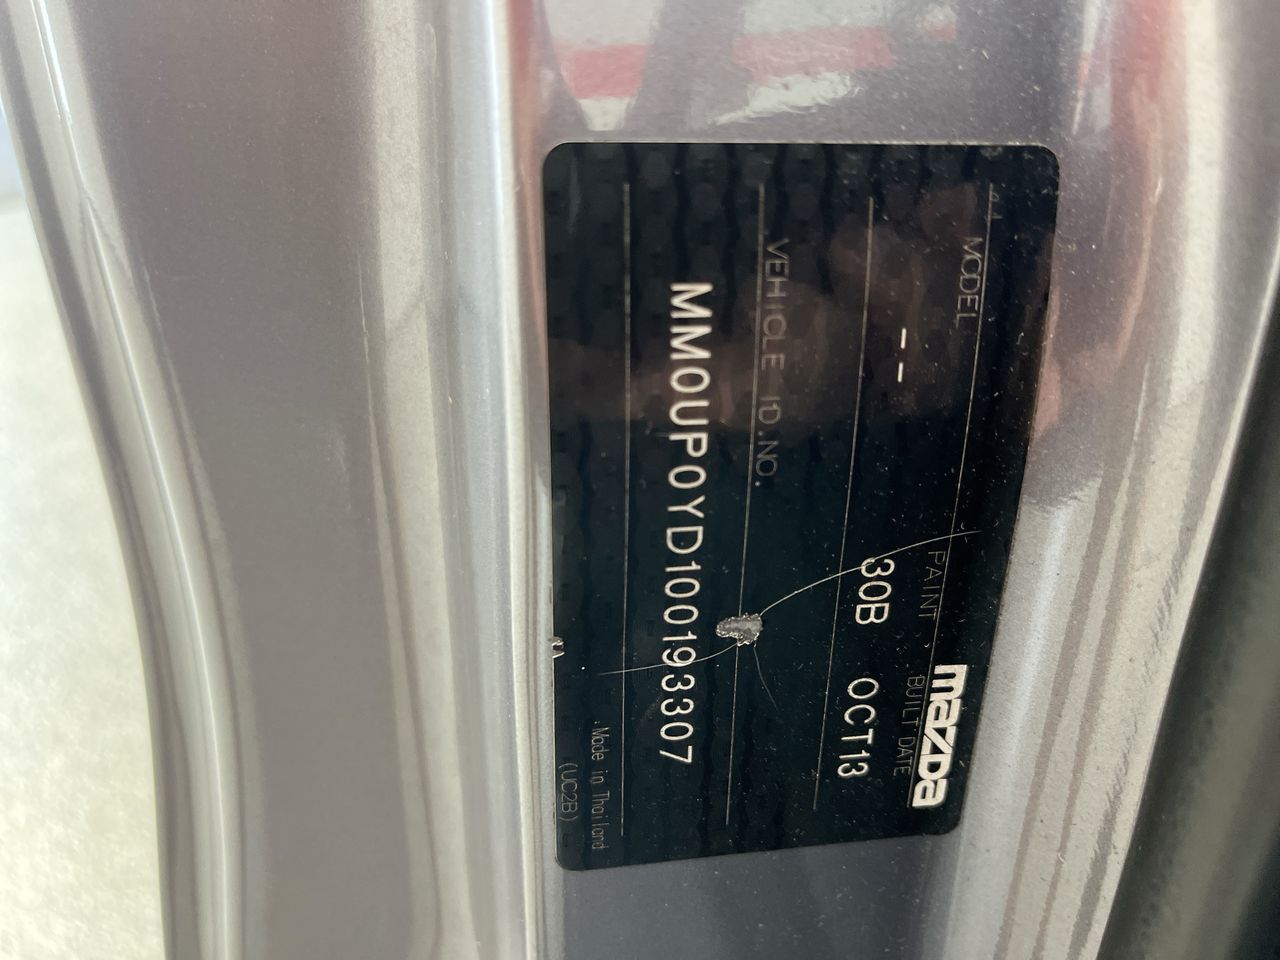 mazda
MODEL PAINT BUILT DATE
-- 30B OCT13
VEHICLE ID.NO.
MM0UP0YD100193307
Made in Thailand
(UC2B)